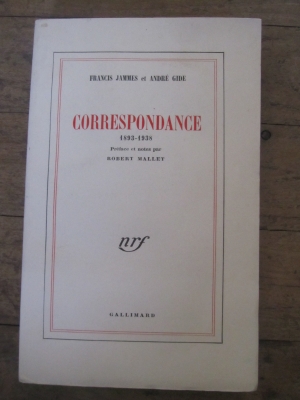 FRANCIS JAMMES et ANDRÉ GIDE
CORRESPONDANCE
1893-1938
Préface et notes par
ROBERT MALLET
nrf
GALLIMARD